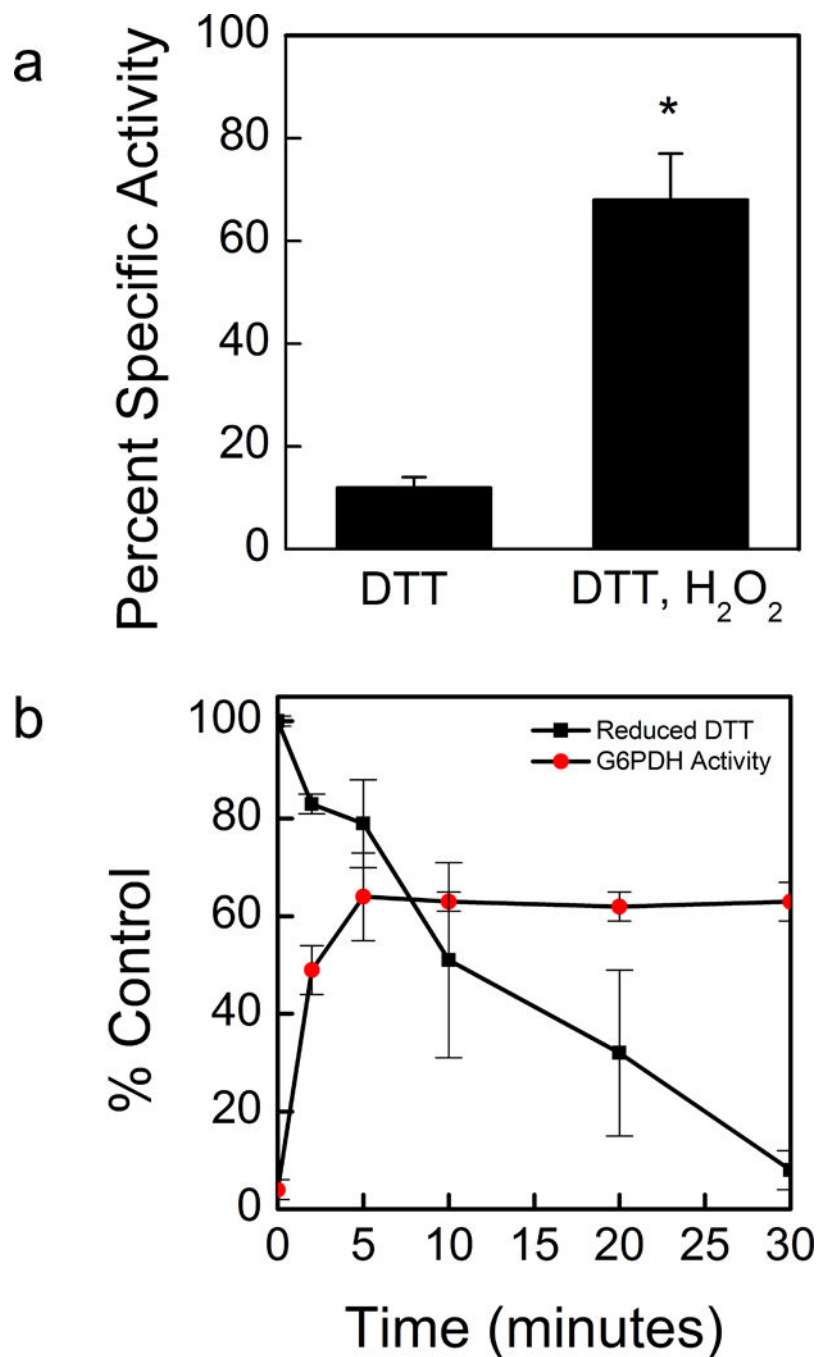 a
Percent Specific Activity
100
80
60
40
20
0
*
DTT
DTT, H₂O₂
b
% Control
100
80
60
40
20
0
Reduced DTT
G6PDH Activity
0 5 10 15 20 25 30
Time (minutes)